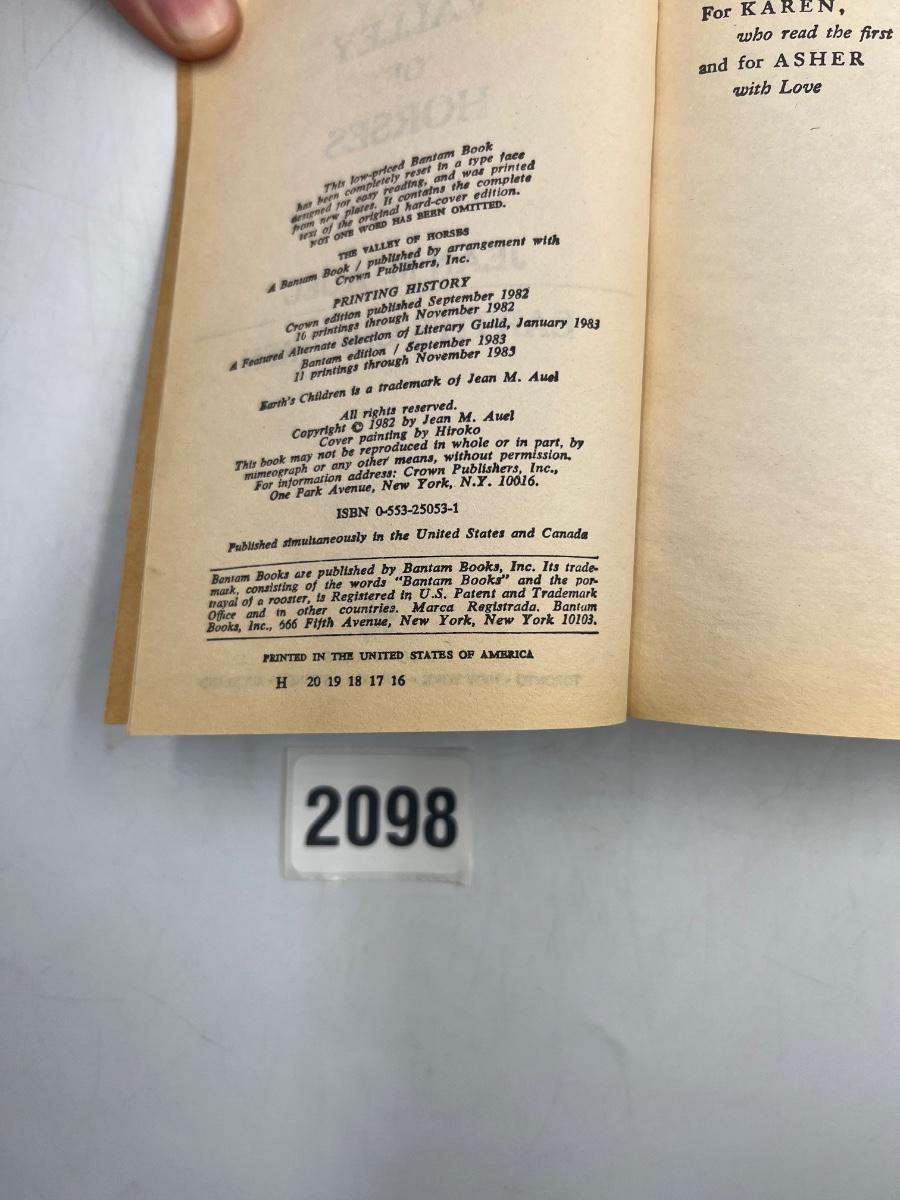 This low-priced Bantam Book
has been completely reset in a type face
designed for easy reading, and was printed
from new plates. It contains the complete
text of the original hard-cover edition.
NOT ONE WORD HAS BEEN OMITTED.
THE VALLEY OF HORSES
A Bantam Book / published by arrangement with
Crown Publishers, Inc.
PRINTING HISTORY
Crown edition published September 1982
16 printings through November 1982
A Featured Alternate Selection of Literary Guild, January 1983
Bantam edition / September 1983
11 printings through November 1985
Earth's Children is a trademark of Jean M. Auel
All rights reserved.
Copyright © 1982 by Jean M. Auel
Cover painting by Hiroko
This book may not be reproduced in whole or in part, by
mimeograph or any other means, without permission.
For information address: Crown Publishers, Inc.,
One Park Avenue, New York, N.Y. 10016.
ISBN 0-553-25053-1
Published simultaneously in the United States and Canada
Bantam Books are published by Bantam Books, Inc. Its trade-
mark, consisting of the words "Bantam Books" and the por-
trayal of a rooster, is Registered in U.S. Patent and Trademark
Office and in other countries. Marca Registrada. Bantam
Books, Inc., 666 Fifth Avenue, New York, New York 10103.
PRINTED IN THE UNITED STATES OF AMERICA
H 20 19 18 17 16
For KAREN,
who read the first
and for ASHER
with Love
2098